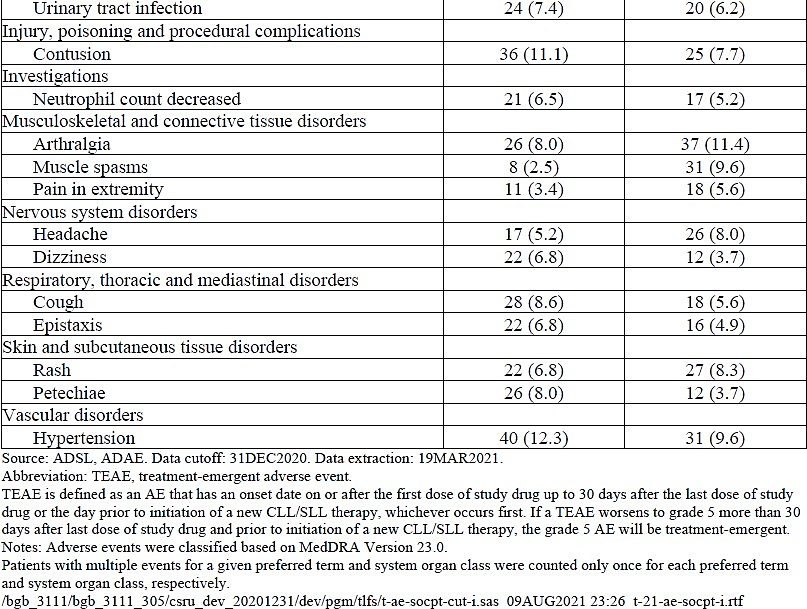 Urinary tract infection 24 (7.4) 20 (6.2)
Injury, poisoning and procedural complications
Contusion 36 (11.1) 25 (7.7)
Investigations
Neutrophil count decreased 21 (6.5) 17 (5.2)
Musculoskeletal and connective tissue disorders
Arthralgia 26 (8.0) 37 (11.4)
Muscle spasms 8 (2.5) 31 (9.6)
Pain in extremity 11 (3.4) 18 (5.6)
Nervous system disorders
Headache 17 (5.2) 26 (8.0)
Dizziness 22 (6.8) 12 (3.7)
Respiratory, thoracic and mediastinal disorders
Cough 28 (8.6) 18 (5.6)
Epistaxis 22 (6.8) 16 (4.9)
Skin and subcutaneous tissue disorders
Rash 22 (6.8) 27 (8.3)
Petechiae 26 (8.0) 12 (3.7)
Vascular disorders
Hypertension 40 (12.3) 31 (9.6)
Source: ADSL, ADAE. Data cutoff: 31DEC2020. Data extraction: 19MAR2021.
Abbreviation: TEAE, treatment-emergent adverse event.
TEAE is defined as an AE that has an onset date on or after the first dose of study drug up to 30 days after the last dose of study
drug or the day prior to initiation of a new CLL/SLL therapy, whichever occurs first. If a TEAE worsens to grade 5 more than 30
days after last dose of study drug and prior to initiation of a new CLL/SLL therapy, the grade 5 AE will be treatment-emergent.
Notes: Adverse events were classified based on MedDRA Version 23.0.
Patients with multiple events for a given preferred term and system organ class were counted only once for each preferred term
and system organ class, respectively.
/bgb_3111/bgb_3111_305/csru_dev_20201231/dev/pgm/tlfs/t-ae-socpt-cut-i.sas 09AUG2021 23:26 t-21-ae-socpt-i.rtf